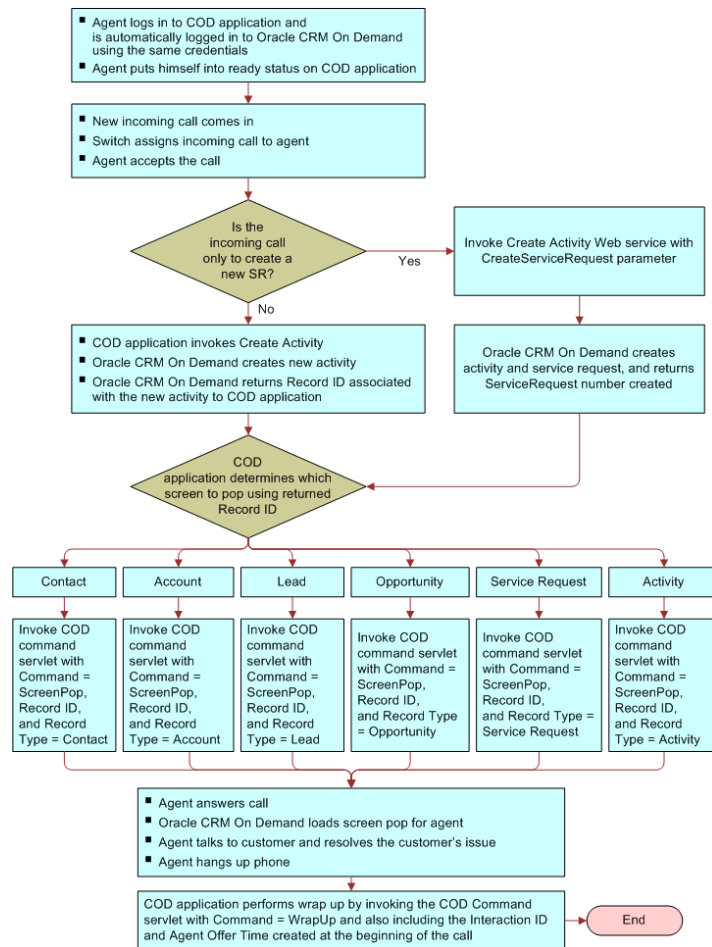 ▪ Agent logs in to COD application and
is automatically logged in to Oracle CRM On Demand
using the same credentials
▪ Agent puts himself into ready status on COD application
▪ New incoming call comes in
▪ Switch assigns incoming call to agent
▪ Agent accepts the call
Is the
incoming call
only to create a
new SR?
Yes
Invoke Create Activity Web service with
CreateServiceRequest parameter
No
▪ COD application invokes Create Activity
▪ Oracle CRM On Demand creates new activity
▪ Oracle CRM On Demand returns Record ID associated
with the new activity to COD application
Oracle CRM On Demand creates
activity and service request, and returns
ServiceRequest number created
COD
application determines which
screen to pop using returned
Record ID
Contact
Account
Lead
Opportunity
Service Request
Activity
Invoke COD
command
servlet with
Command =
ScreenPop,
Record ID,
and Record
Type = Contact
Invoke COD
command
servlet with
Command =
ScreenPop,
Record ID,
and Record
Type = Account
Invoke COD
command
servlet with
Command =
ScreenPop,
Record ID,
and Record
Type = Lead
Invoke COD
command servlet
with Command =
ScreenPop,
Record ID,
and Record Type
= Opportunity
Invoke COD
command servlet
with Command =
ScreenPop,
Record ID,
and Record Type =
Service Request
Invoke COD
command
servlet with
Command =
ScreenPop,
Record ID,
and Record
Type = Activity
▪ Agent answers call
▪ Oracle CRM On Demand loads screen pop for agent
▪ Agent talks to customer and resolves the customer's issue
▪ Agent hangs up phone
COD application performs wrap up by invoking the COD Command
servlet with Command = WrapUp and also including the Interaction ID
and Agent Offer Time created at the beginning of the call
End